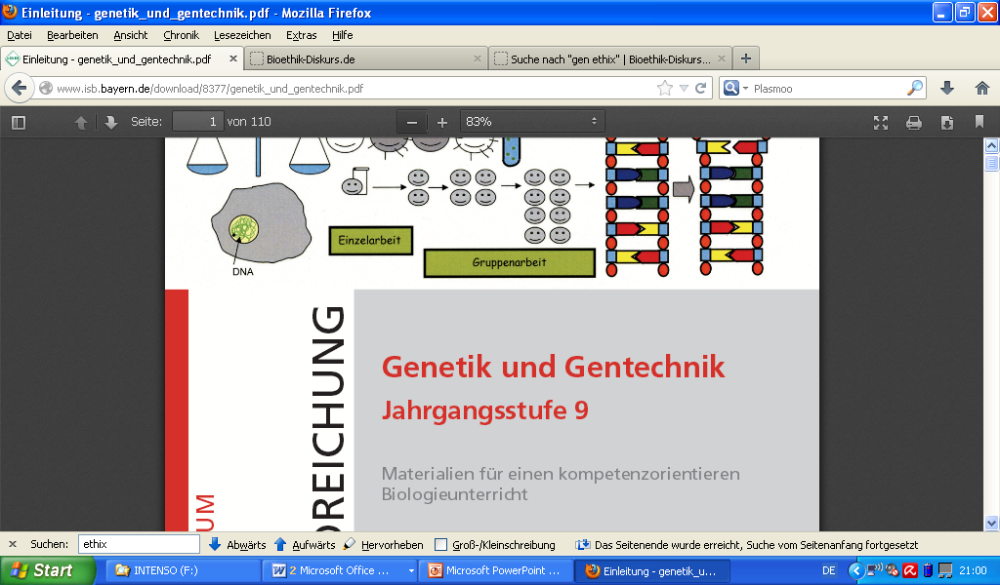 Einleitung - genetik_und_gentechnik.pdf - Mozilla Firefox
Datei Bearbeiten Ansicht Chronik Lesezeichen Extras Hilfe
Einleitung - genetik_und_gentechnik.pdf
Bioethik-Diskurs.de
Suche nach "gen ethix" | Bioethik-Diskurs...
www.isb.bayern.de/download/8377/genetik_und_gentechnik.pdf
Plasmoo
Seite: 1 von 110
83%
DNA
Einzelarbeit
Gruppenarbeit
UM
DREICHUNG
Genetik und Gentechnik
Jahrgangsstufe 9
Materialien für einen kompetenzorientieren
Biologieunterricht
Suchen: ethix Abwärts Aufwärts Hervorheben Groß-/Kleinschreibung Das Seitenende wurde erreicht, Suche vom Seitenanfang fortgesetzt
Start
INTENSO (F:)
2 Microsoft Office ...
Microsoft PowerPoint ...
Einleitung - genetik_u...
DE
21:00